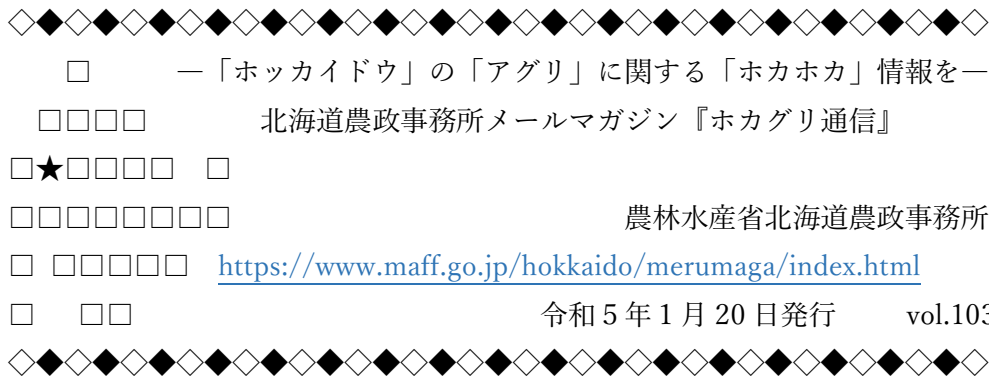 ◇◆◇◆◇◆◇◆◇◆◇◆◇◆◇◆◇◆◇◆◇◆◇◆◇◆◇◆◇◆◇◆◇◆◇
□ ―「ホッカイドウ」の「アグリ」に関する「ホカホカ」情報を―
□□□□ 北海道農政事務所メールマガジン『ホカグリ通信』
□★□□□□ □
□□□□□□□□ 農林水産省北海道農政事務所
□ □□□□□ https://www.maff.go.jp/hokkaido/merumaga/index.html
□ □□ 令和5年1月20日発行 vol.103
◇◆◇◆◇◆◇◆◇◆◇◆◇◆◇◆◇◆◇◆◇◆◇◆◇◆◇◆◇◆◇◆◇◆◇